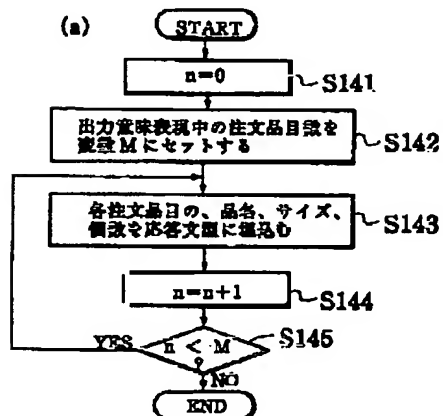 (a)
START
n=0
S141
出力意味表現中の注文品目数を
変数Mにセットする
S142
各注文品目の、品名、サイズ、
個数を応答文型に埋込む
S143
n=n+1
S144
n < M
S145
YES
NO
END